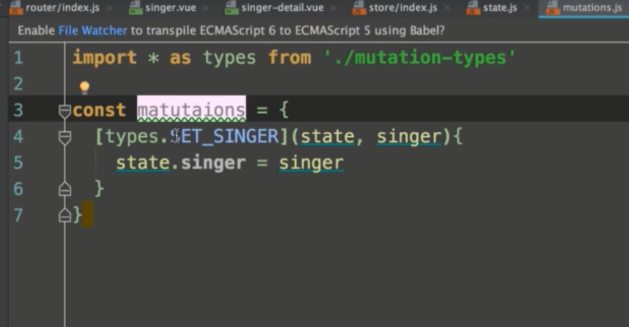 router/index.js singer.vue singer-detail.vue store/index.js state.js mutations.js
Enable File Watcher to transpile ECMAScript 6 to ECMAScript 5 using Babel?
1 import * as types from './mutation-types'
2
3 const matutaions = {
4 [types.SET_SINGER](state, singer){
5 state.singer = singer
6 }
7 }